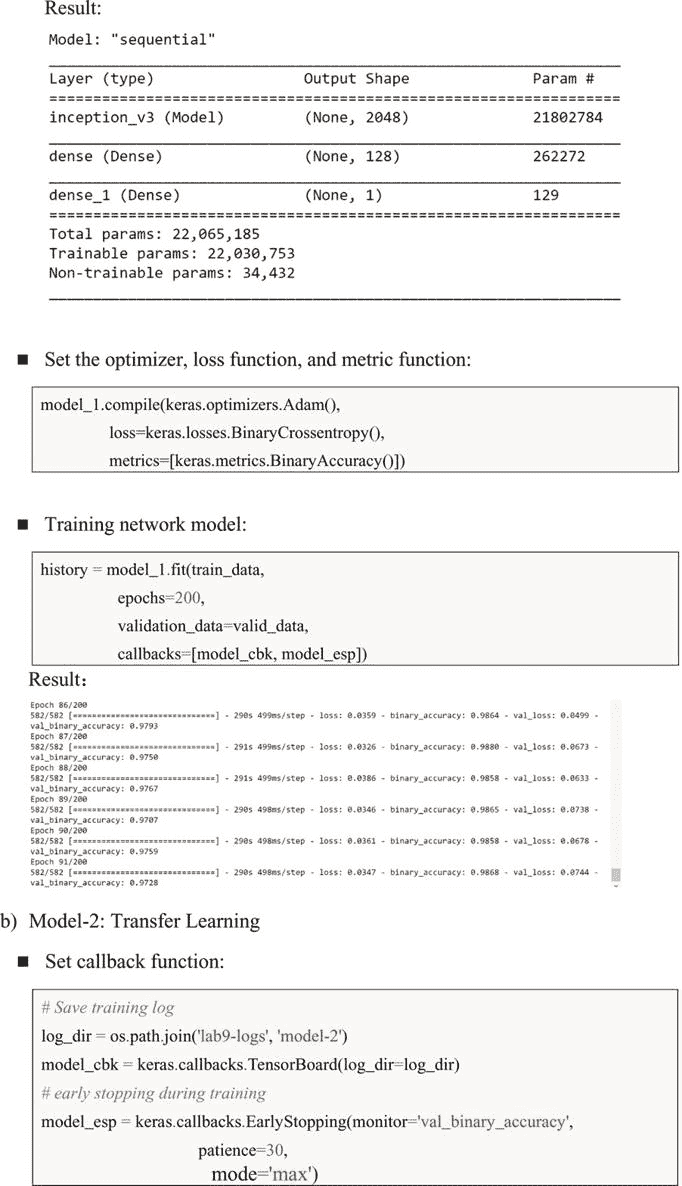 Result:
Model: "sequential"
Layer (type) Output Shape Param #
=================================================================
inception_v3 (Model) (None, 2048) 21802784
dense (Dense) (None, 128) 262272
dense_1 (Dense) (None, 1) 129
=================================================================
Total params: 22,065,185
Trainable params: 22,030,753
Non-trainable params: 34,432
■ Set the optimizer, loss function, and metric function:
model_1.compile(keras.optimizers.Adam(),
loss=keras.losses.BinaryCrossentropy(),
metrics=[keras.metrics.BinaryAccuracy()])
■ Training network model:
history = model_1.fit(train_data,
epochs=200,
validation_data=valid_data,
callbacks=[model_cbk, model_esp])
Result:
Epoch 86/200
582/582 [==============================] - 290s 499ms/step - loss: 0.0359 - binary_accuracy: 0.9864 - val_loss: 0.0499 -
val_binary_accuracy: 0.9793
Epoch 87/200
582/582 [==============================] - 291s 499ms/step - loss: 0.0326 - binary_accuracy: 0.9880 - val_loss: 0.0673 -
val_binary_accuracy: 0.9750
Epoch 88/200
582/582 [==============================] - 291s 499ms/step - loss: 0.0386 - binary_accuracy: 0.9858 - val_loss: 0.0633 -
val_binary_accuracy: 0.9767
Epoch 89/200
582/582 [==============================] - 290s 498ms/step - loss: 0.0346 - binary_accuracy: 0.9865 - val_loss: 0.0738 -
val_binary_accuracy: 0.9707
Epoch 90/200
582/582 [==============================] - 290s 498ms/step - loss: 0.0361 - binary_accuracy: 0.9858 - val_loss: 0.0678 -
val_binary_accuracy: 0.9759
Epoch 91/200
582/582 [==============================] - 290s 498ms/step - loss: 0.0347 - binary_accuracy: 0.9868 - val_loss: 0.0744 -
val_binary_accuracy: 0.9728
b) Model-2: Transfer Learning
■ Set callback function:
# Save training log
log_dir = os.path.join('lab9-logs', 'model-2')
model_cbk = keras.callbacks.TensorBoard(log_dir=log_dir)
# early stopping during training
model_esp = keras.callbacks.EarlyStopping(monitor='val_binary_accuracy',
patience=30,
mode='max')